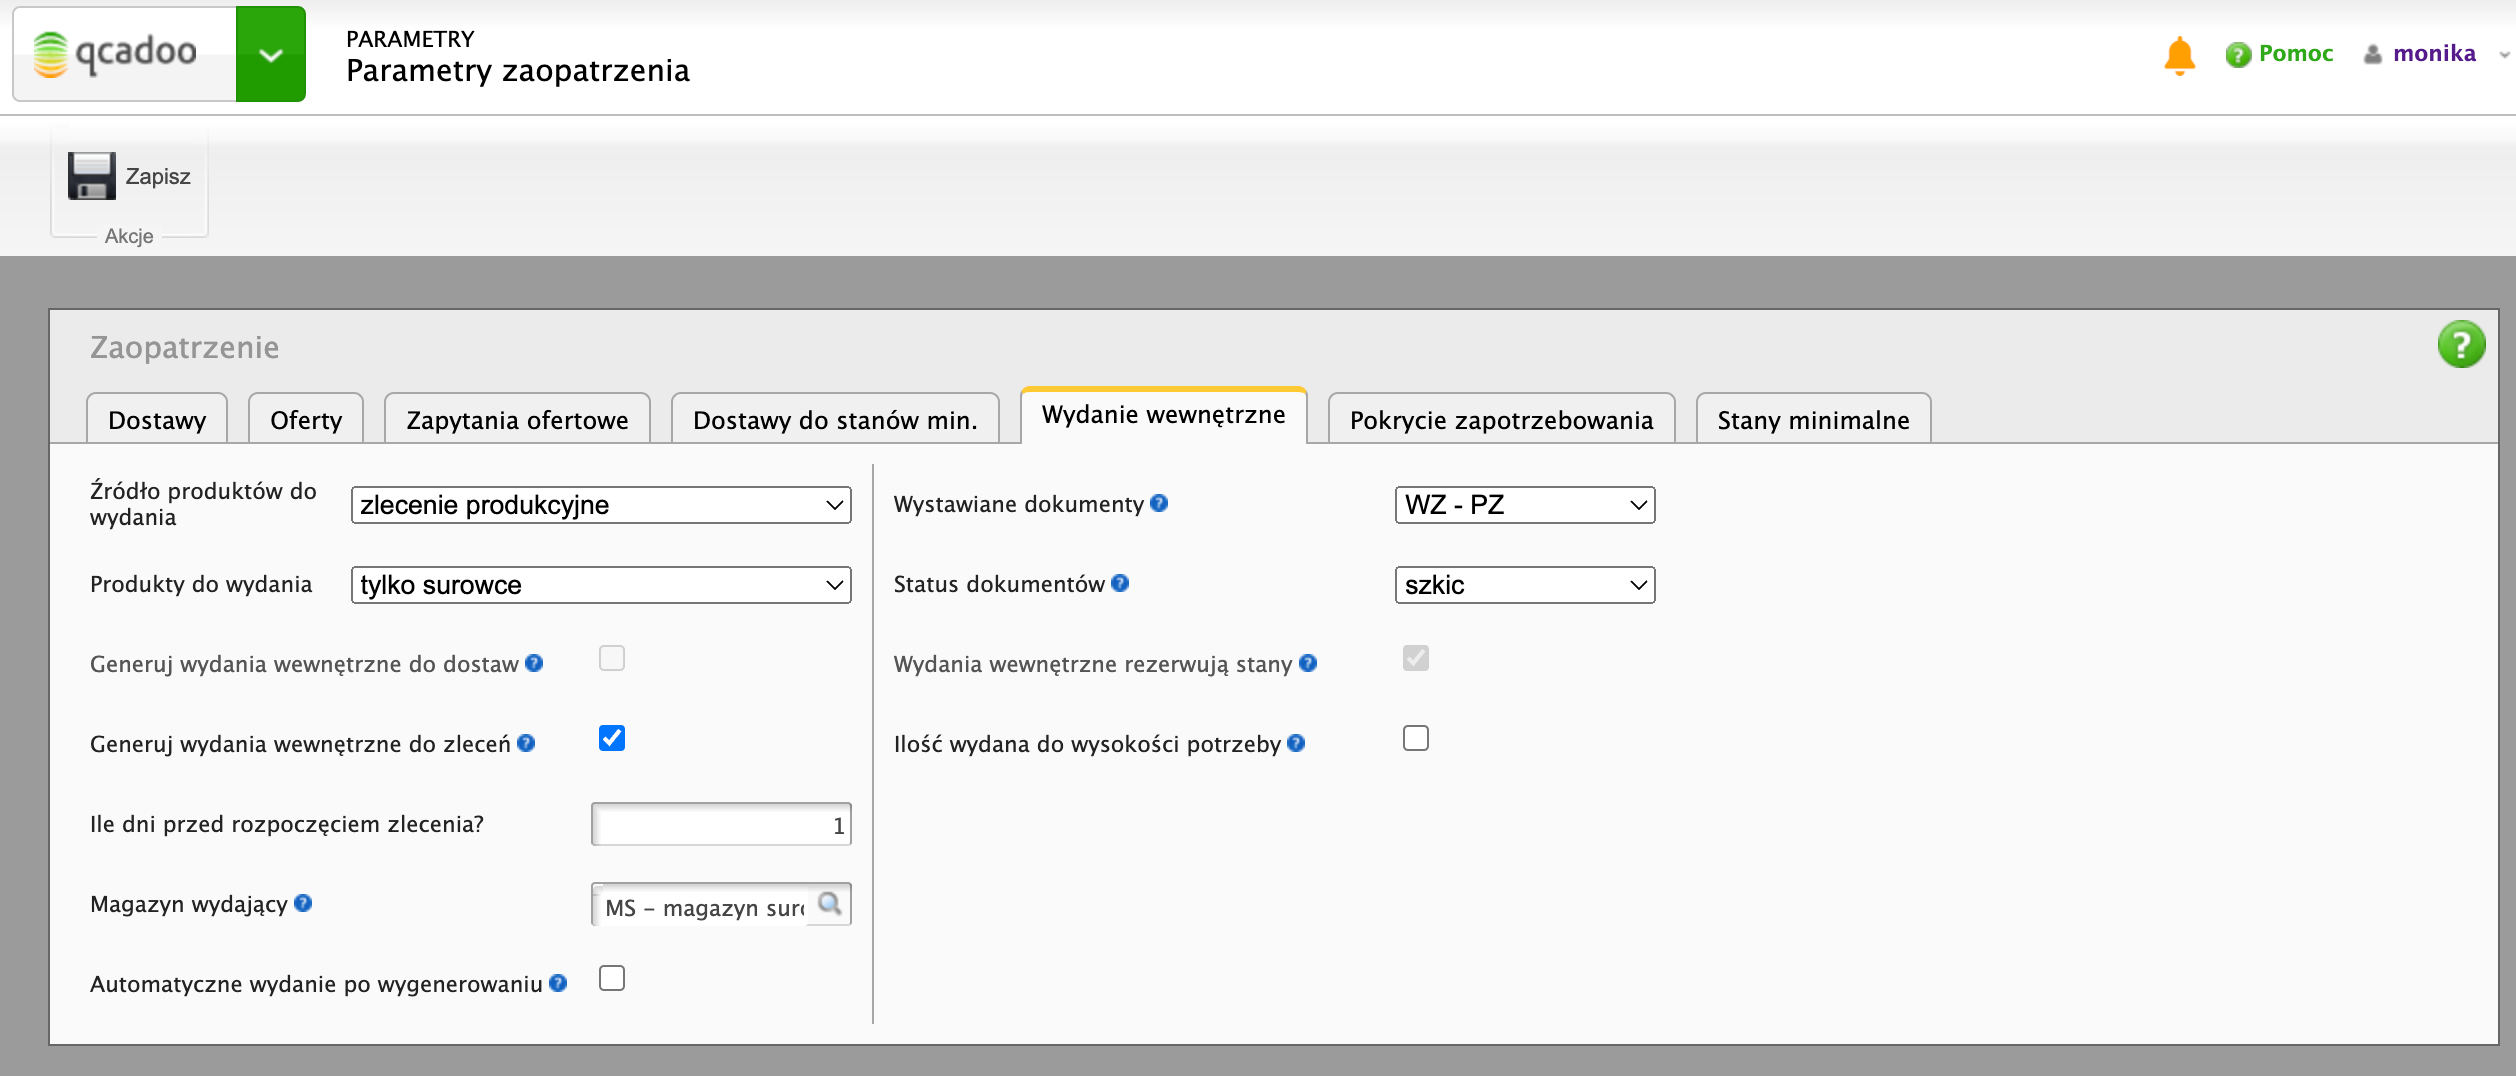 qcadoo
PARAMETRY
Parametry zaopatrzenia
Pomoc
monika
Zapisz
Akcje
Zaopatrzenie
Dostawy
Oferty
Zapytania ofertowe
Dostawy do stanów min.
Wydanie wewnętrzne
Pokrycie zapotrzebowania
Stany minimalne
Źródło produktów do
wydania
zlecenie produkcyjne
Produkty do wydania
tylko surowce
Generuj wydania wewnętrzne do dostaw
Generuj wydania wewnętrzne do zleceń
Ile dni przed rozpoczęciem zlecenia?
1
Magazyn wydający
MS - magazyn sur
Automatyczne wydanie po wygenerowaniu
Wystawiane dokumenty
WZ - PZ
Status dokumentów
szkic
Wydania wewnętrzne rezerwują stany
Ilość wydana do wysokości potrzeby